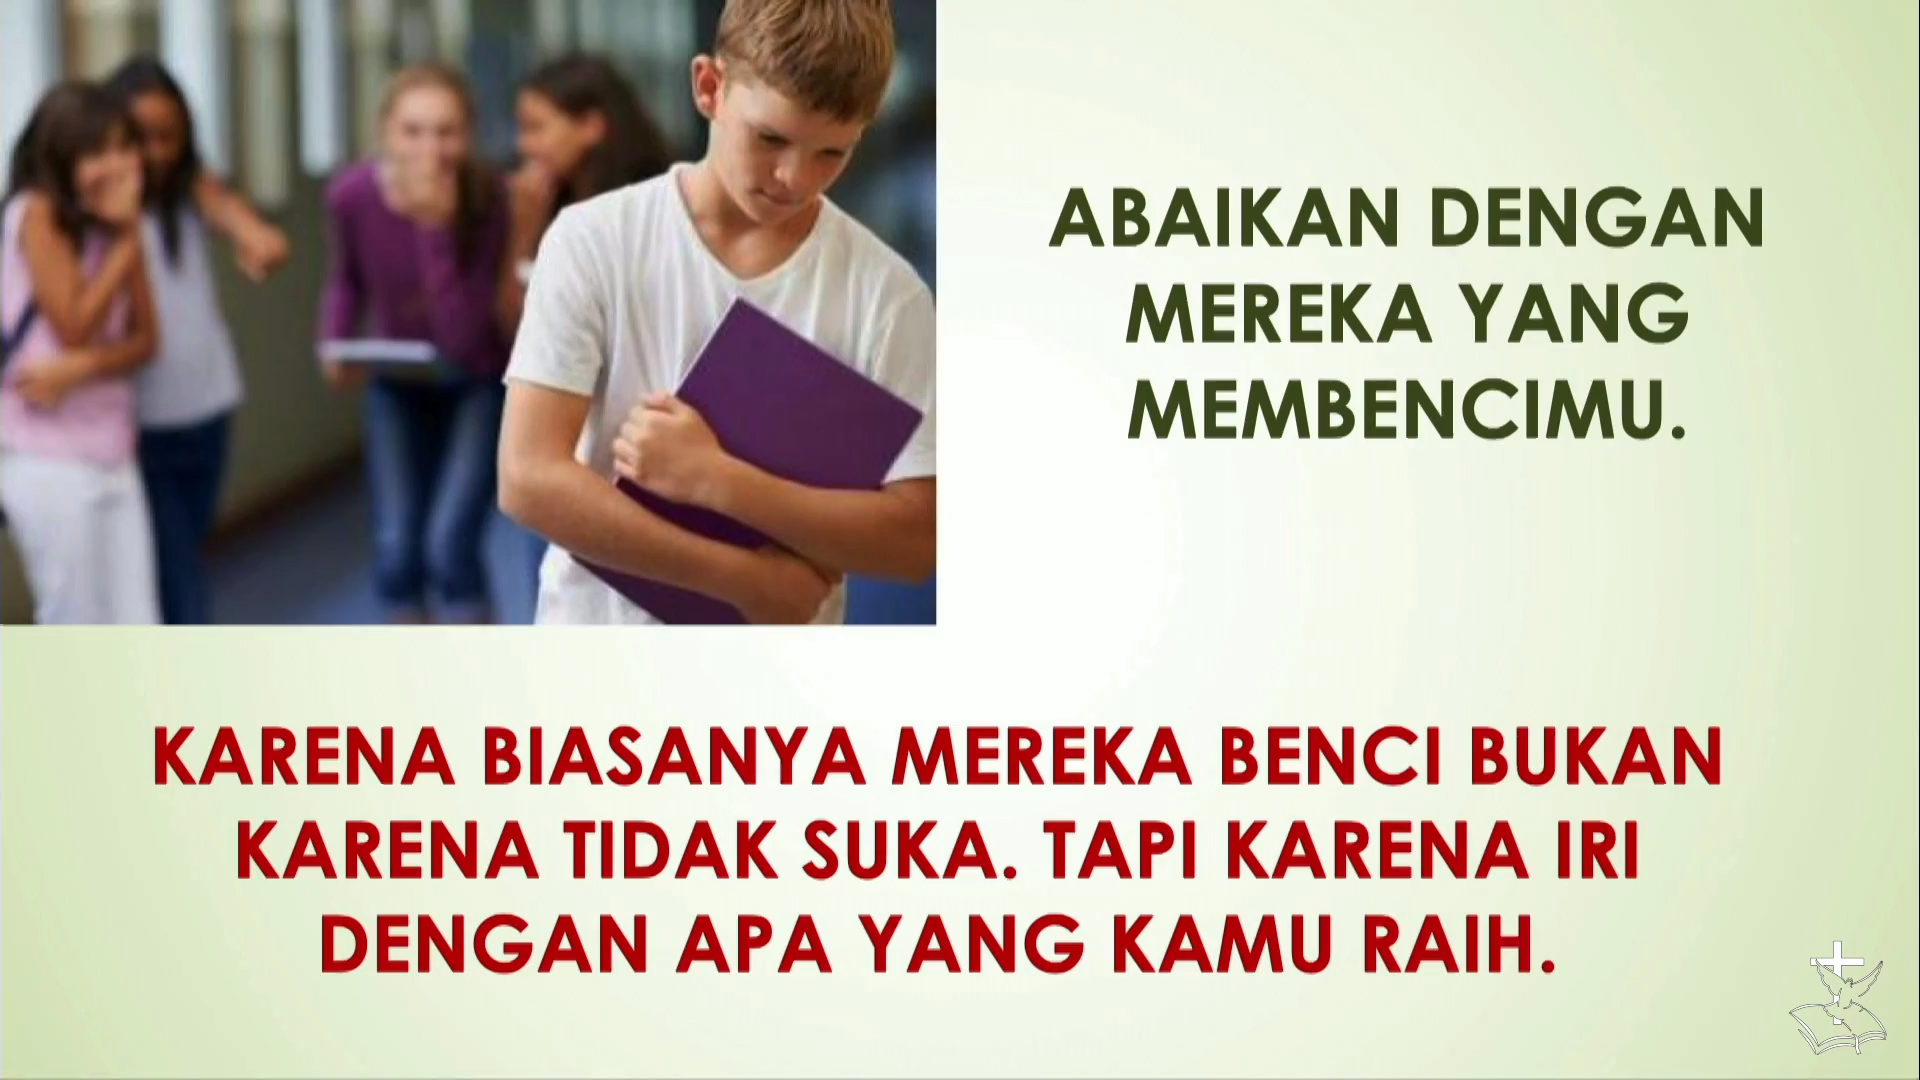 ABAIKAN DENGAN
MEREKA YANG
MEMBENCIMU.
KARENA BIASANYA MEREKA BENCI BUKAN
KARENA TIDAK SUKA. TAPI KARENA IRI
DENGAN APA YANG KAMU RAIH.